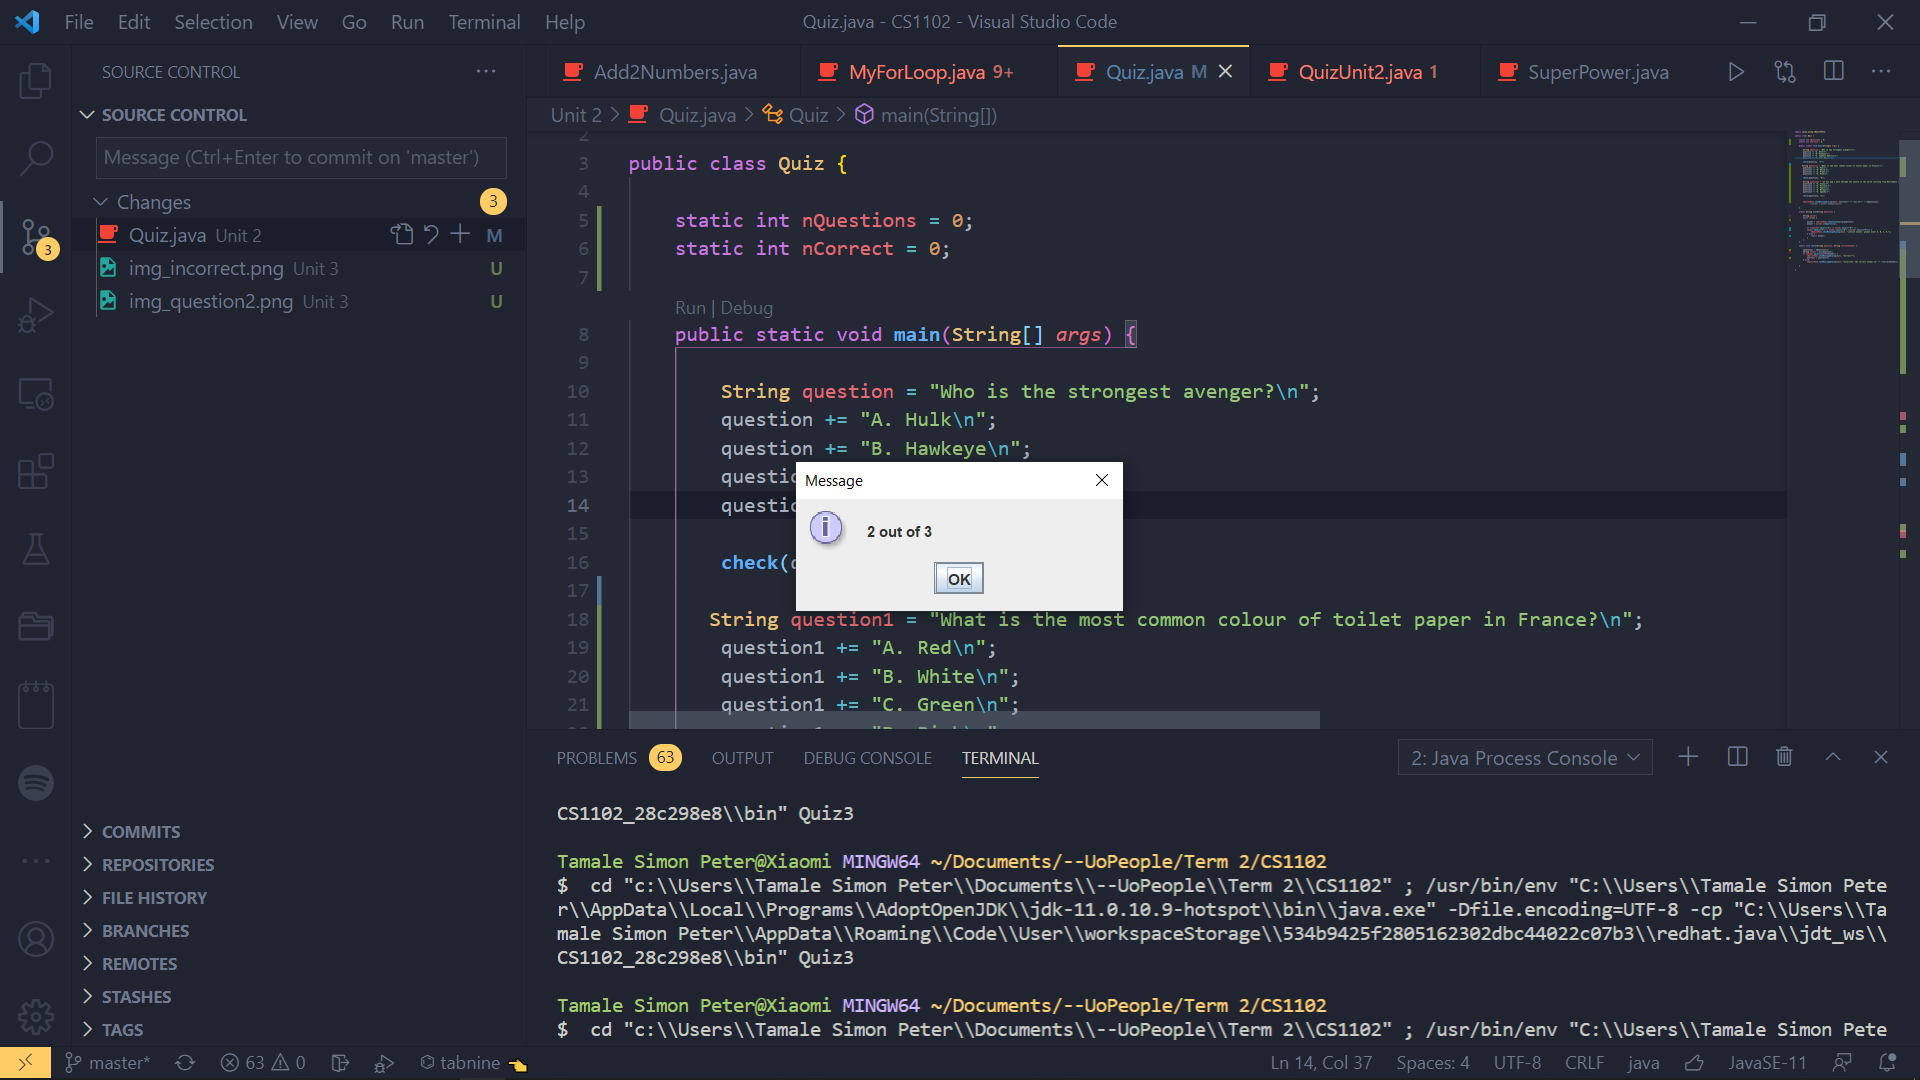 File Edit Selection View Go Run Terminal Help
Quiz.java - CS1102 - Visual Studio Code
SOURCE CONTROL
SOURCE CONTROL
Message (Ctrl+Enter to commit on 'master')
Changes 3
Quiz.java Unit 2 M
img_incorrect.png Unit 3 U
img_question2.png Unit 3 U
3
COMMITS
REPOSITORIES
FILE HISTORY
BRANCHES
REMOTES
STASHES
TAGS
Add2Numbers.java MyForLoop.java 9+ Quiz.java M QuizUnit2.java 1 SuperPower.java
Unit 2 > Quiz.java > Quiz > main(String[])
2
3 public class Quiz {
4
5 static int nQuestions = 0;
6 static int nCorrect = 0;
7
Run | Debug
8 public static void main(String[] args) {
9
10 String question = "Who is the strongest avenger?\n";
11 question += "A. Hulk\n";
12 question += "B. Hawkeye\n";
13 questio
14 questio
15
16 check(
17
18 String question1 = "What is the most common colour of toilet paper in France?\n";
19 question1 += "A. Red\n";
20 question1 += "B. White\n";
21 question1 += "C. Green\n";
Message
2 out of 3
OK
PROBLEMS 63 OUTPUT DEBUG CONSOLE TERMINAL
2: Java Process Console
CS1102_28c298e8\\bin" Quiz3
Tamale Simon Peter@Xiaomi MINGW64 ~/Documents/--UoPeople/Term 2/CS1102
$ cd "c:\\Users\\Tamale Simon Peter\\Documents\\--UoPeople\\Term 2\\CS1102" ; /usr/bin/env "C:\\Users\\Tamale Simon Pete
r\\AppData\\Local\\Programs\\AdoptOpenJDK\\jdk-11.0.10.9-hotspot\\bin\\java.exe" -Dfile.encoding=UTF-8 -cp "C:\\Users\\Ta
male Simon Peter\\AppData\\Roaming\\Code\\User\\workspaceStorage\\534b9425f2805162302dbc44022c07b3\\redhat.java\\jdt_ws\\
CS1102_28c298e8\\bin" Quiz3
Tamale Simon Peter@Xiaomi MINGW64 ~/Documents/--UoPeople/Term 2/CS1102
$ cd "c:\\Users\\Tamale Simon Peter\\Documents\\--UoPeople\\Term 2\\CS1102" ; /usr/bin/env "C:\\Users\\Tamale Simon Pete
master* 63 0 tabnine Ln 14, Col 37 Spaces: 4 UTF-8 CRLF java JavaSE-11